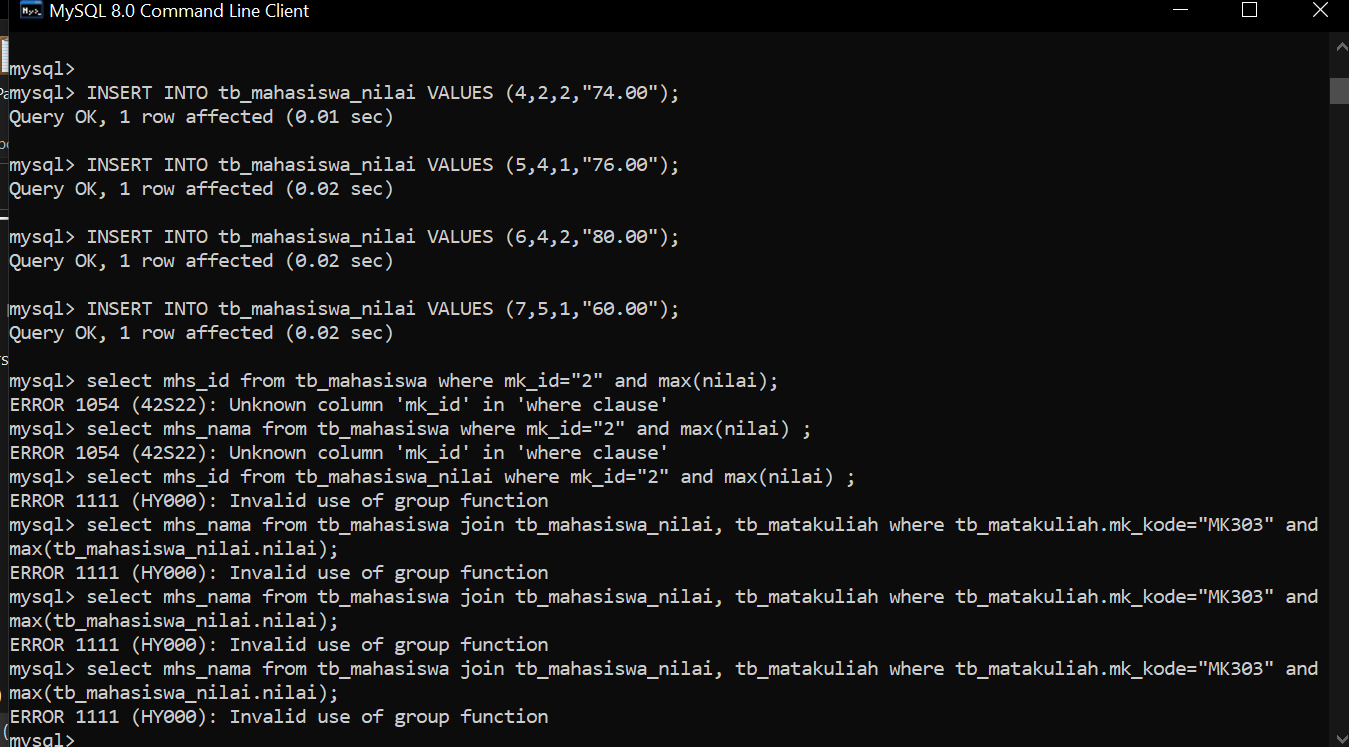 MySQL 8.0 Command Line Client
mysql>
mysql> INSERT INTO tb_mahasiswa_nilai VALUES (4,2,2,"74.00");
Query OK, 1 row affected (0.01 sec)
mysql> INSERT INTO tb_mahasiswa_nilai VALUES (5,4,1,"76.00");
Query OK, 1 row affected (0.02 sec)
mysql> INSERT INTO tb_mahasiswa_nilai VALUES (6,4,2,"80.00");
Query OK, 1 row affected (0.02 sec)
mysql> INSERT INTO tb_mahasiswa_nilai VALUES (7,5,1,"60.00");
Query OK, 1 row affected (0.02 sec)
mysql> select mhs_id from tb_mahasiswa where mk_id="2" and max(nilai);
ERROR 1054 (42S22): Unknown column 'mk_id' in 'where clause'
mysql> select mhs_nama from tb_mahasiswa where mk_id="2" and max(nilai) ;
ERROR 1054 (42S22): Unknown column 'mk_id' in 'where clause'
mysql> select mhs_id from tb_mahasiswa_nilai where mk_id="2" and max(nilai) ;
ERROR 1111 (HY000): Invalid use of group function
mysql> select mhs_nama from tb_mahasiswa join tb_mahasiswa_nilai, tb_matakuliah where tb_matakuliah.mk_kode="MK303" and
max(tb_mahasiswa_nilai.nilai);
ERROR 1111 (HY000): Invalid use of group function
mysql> select mhs_nama from tb_mahasiswa join tb_mahasiswa_nilai, tb_matakuliah where tb_matakuliah.mk_kode="MK303" and
max(tb_mahasiswa_nilai.nilai);
ERROR 1111 (HY000): Invalid use of group function
mysql> select mhs_nama from tb_mahasiswa join tb_mahasiswa_nilai, tb_matakuliah where tb_matakuliah.mk_kode="MK303" and
max(tb_mahasiswa_nilai.nilai);
ERROR 1111 (HY000): Invalid use of group function
mysql>